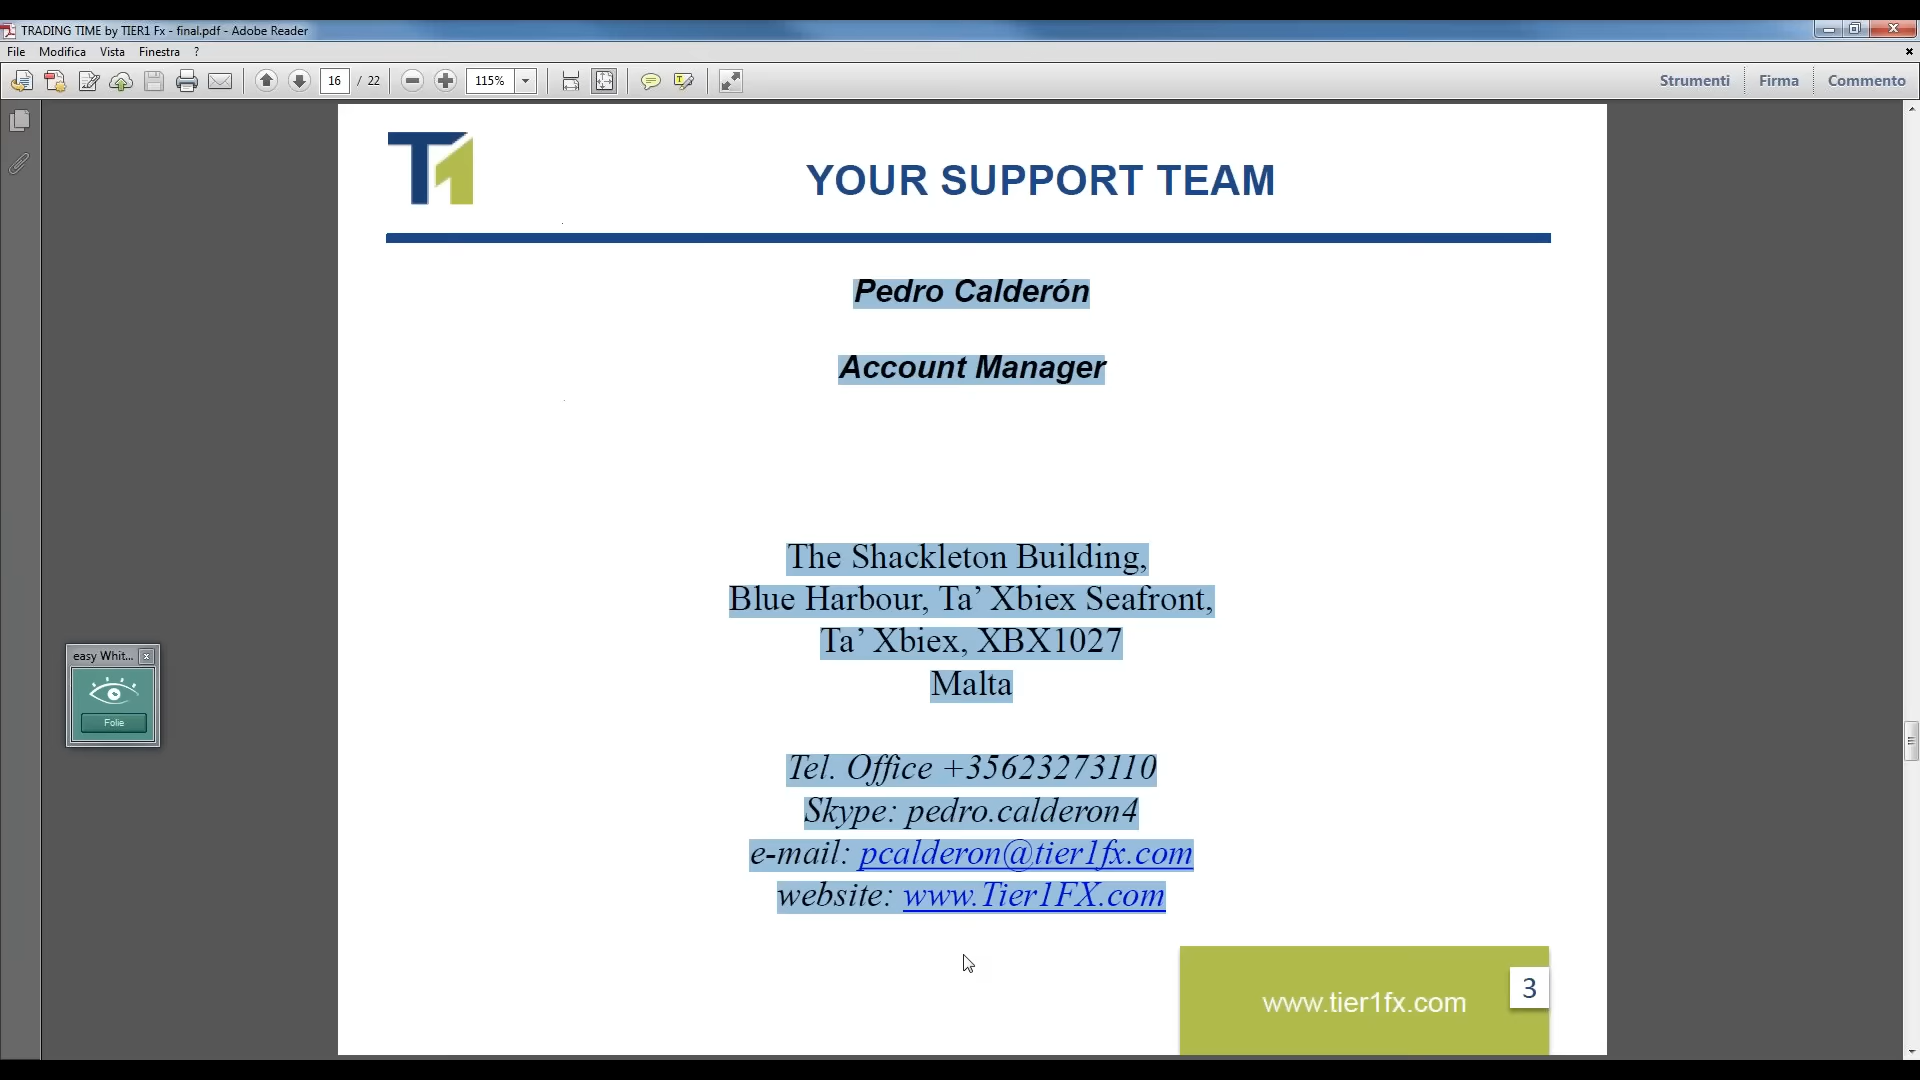 TRADING TIME by TIER1 Fx - final.pdf - Adobe Reader
File Modifica Vista Finestra ?
16 / 22 115% Strumenti Firma Commento
T1
YOUR SUPPORT TEAM
Pedro Calderón
Account Manager
The Shackleton Building,
Blue Harbour, Ta’ Xbiex Seafront,
Ta’ Xbiex, XBX1027
Malta
easy Whit...
Folie
Tel. Office +35623273110
Skype: pedro.calderon4
e-mail: pcalderon@tier1fx.com
website: www.Tier1FX.com
www.tier1fx.com
3